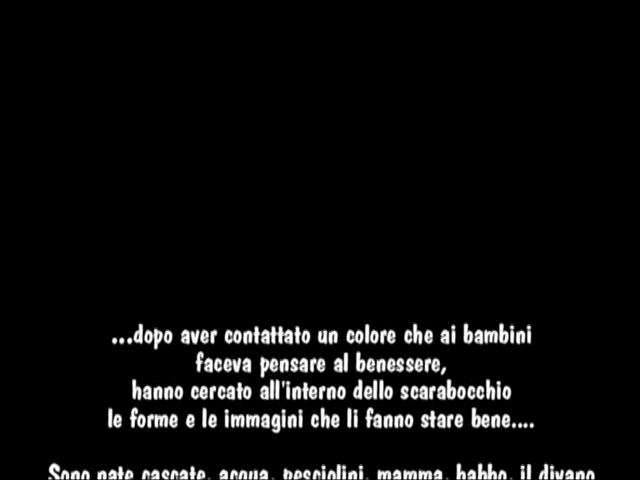 ...dopo aver contattato un colore che ai bambini
faceva pensare al benessere,
hanno cercato all'interno dello scarabocchio
le forme e le immagini che li fanno stare bene....
Sono nate cascate, acqua, pesciolini, mamma, babbo, il divano